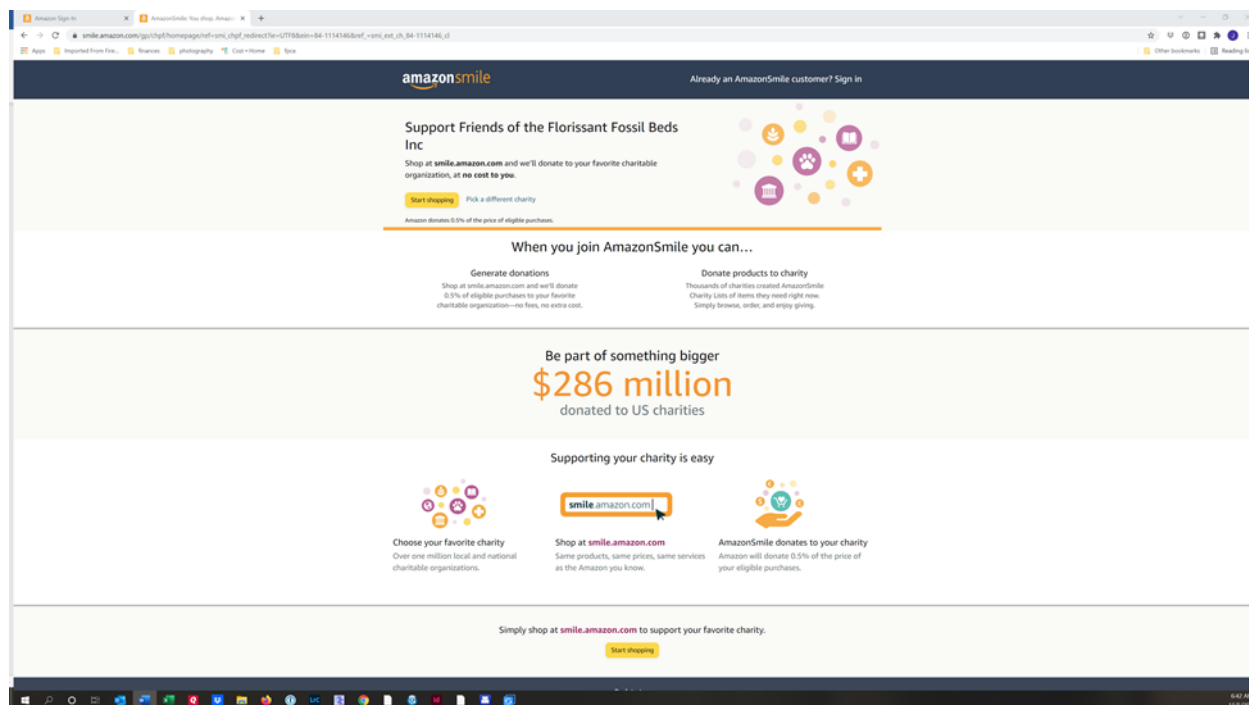 Amazon Sign In
AmazonSmile: You shop. Amaz
smile.amazon.com/gp/chpf/homepage/ref=smi_chpf_redirect?ie=UTF8&ein=84-1114146&ref_=smi_ext_ch_84-1114146_cl
Apps Imported From Fire... finances photography Cost+Home fjoce
Other bookmarks Reading
amazonsmile
Already an AmazonSmile customer? Sign in
Support Friends of the Florissant Fossil Beds
Inc
Shop at smile.amazon.com and we'll donate to your favorite charitable
organization, at no cost to you.
Start shopping Pick a different charity
Amazon donates 0.5% of the price of eligible purchases.
When you join AmazonSmile you can…
Generate donations
Shop at smile.amazon.com and we'll donate
0.5% of eligible purchases to your favorite
charitable organization—no fees, no extra cost.
Donate products to charity
Thousands of charities created AmazonSmile
Charity Lists of items they need right now.
Simply browse, order, and enjoy giving.
Be part of something bigger
$286 million
donated to US charities
Supporting your charity is easy
smile.amazon.com
Choose your favorite charity
Over one million local and national
charitable organizations.
Shop at smile.amazon.com
Same products, same prices, same services
as the Amazon you know.
AmazonSmile donates to your charity
Amazon will donate 0.5% of the price of
your eligible purchases.
Simply shop at smile.amazon.com to support your favorite charity.
Start shopping
6:42 AM